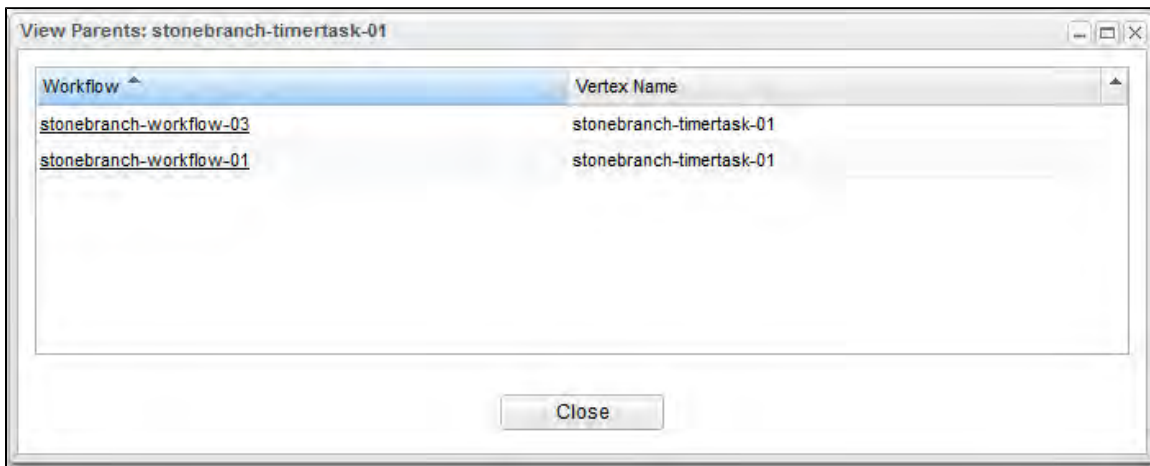 View Parents: stonebranch-timertask-01
Workflow Vertex Name
stonebranch-workflow-03 stonebranch-timertask-01
stonebranch-workflow-01 stonebranch-timertask-01
Close